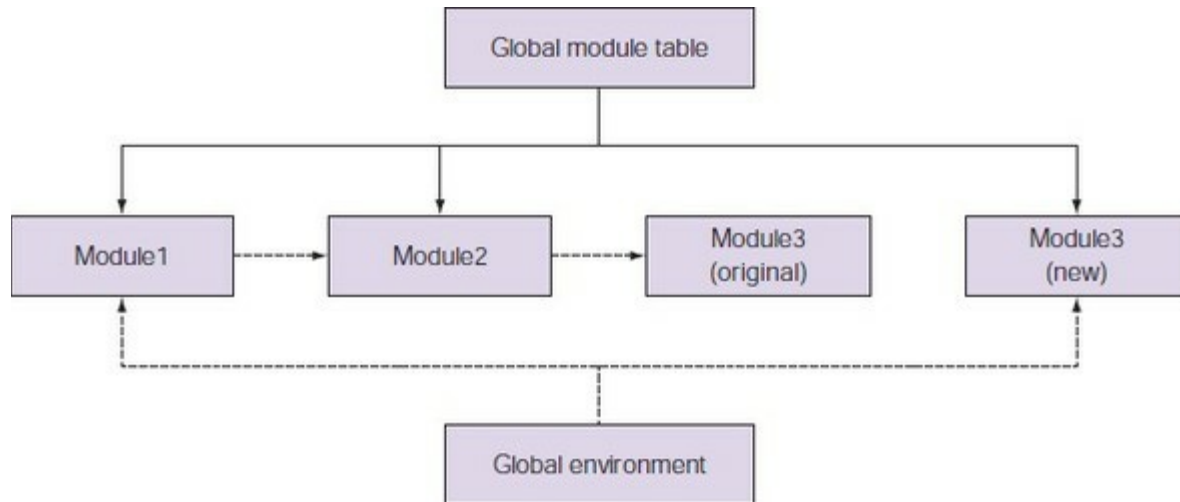 Global module table
Module1
Module2
Module3
(original)
Module3
(new)
Global environment